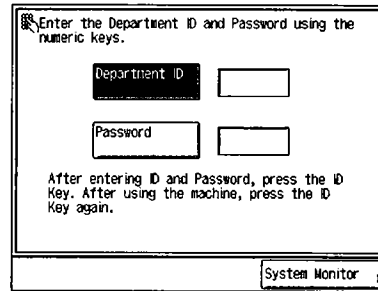 Enter the Department ID and Password using the
numeric keys.
Department ID
Password
After entering ID and Password, press the ID
Key. After using the machine, press the ID
Key again.
System Monitor